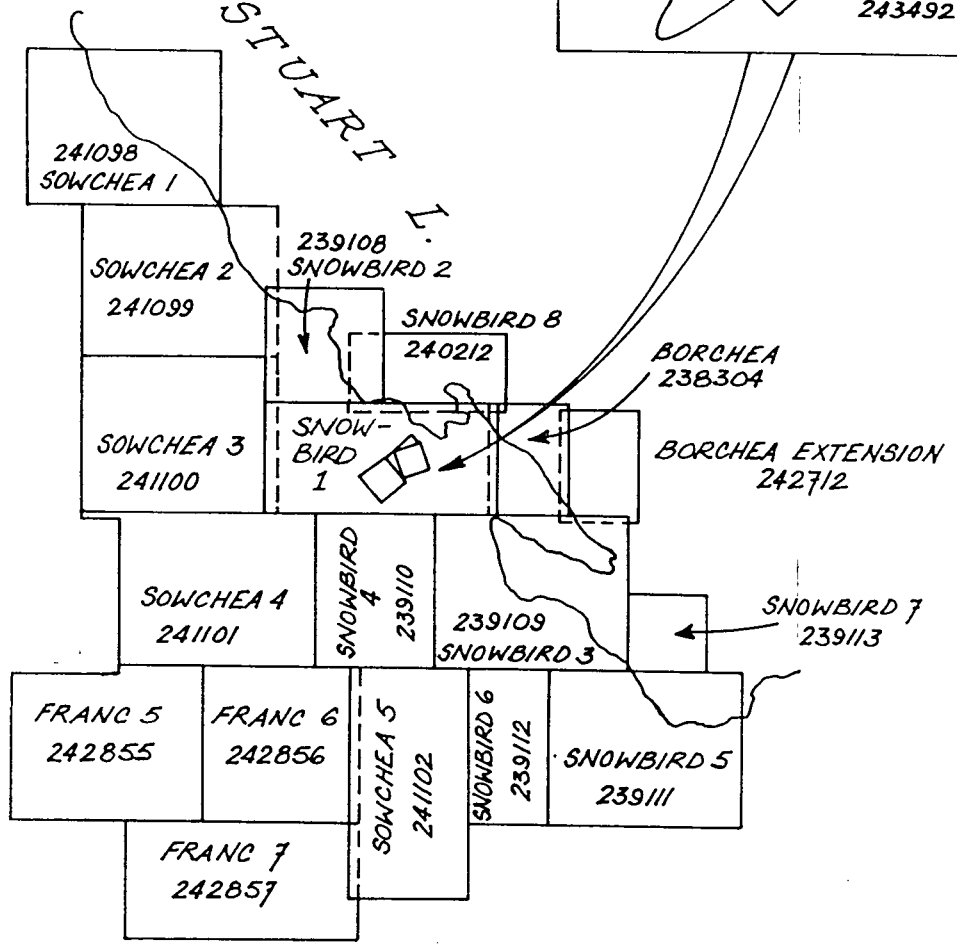 243492
STUART L.
241098
SOWCHEA 1
SOWCHEA 2
241099
239108
SNOWBIRD 2
SNOWBIRD 8
240212
BORCHEA
238304
SOWCHEA 3
241100
SNOW-
BIRD
1
BORCHEA EXTENSION
242712
SOWCHEA 4
241101
SNOWBIRD
4
239110
239109
SNOWBIRD 3
SNOWBIRD 7
239113
FRANC 5
242855
FRANC 6
242856
SOWCHEA 5
241102
SNOWBIRD 6
239112
SNOWBIRD 5
239111
FRANC 7
242857